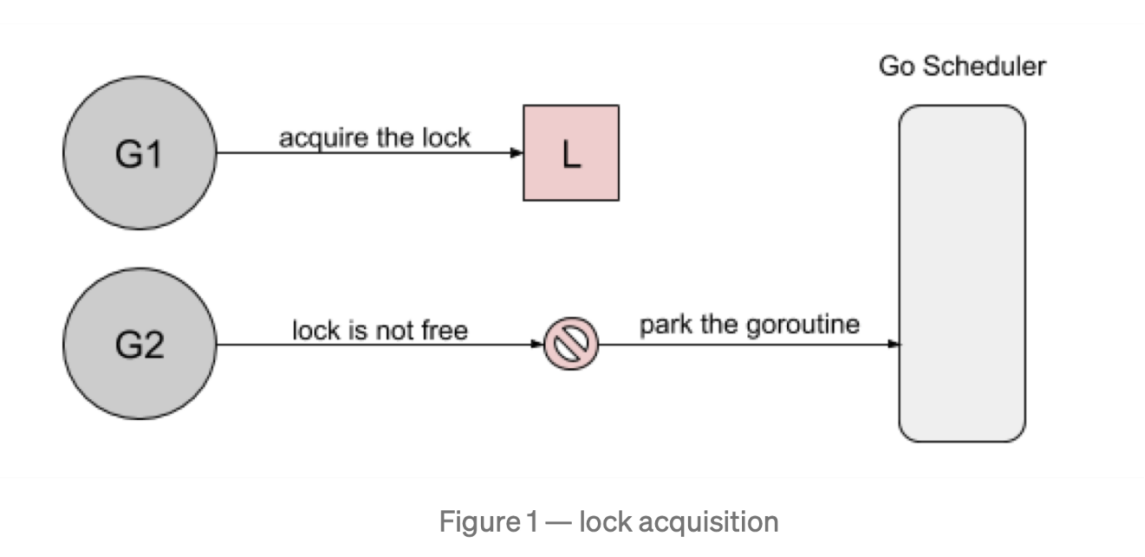 Go Scheduler
G1
acquire the lock
L
G2
lock is not free
park the goroutine
Figure 1 — lock acquisition